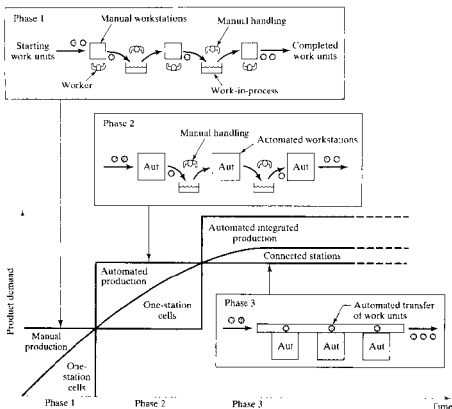 Phase 1
Manual workstations
Manual handling
Starting
work units
Completed
work units
Worker
Work-in-process
Phase 2
Manual handling
Automated workstations
Aut
Aut
Aut
Automated integrated
production
Connected stations
Automated
production
One-station
cells
Product demand
Manual
production
One-
station
cells
Phase 3
Automated transfer
of work units
Aut
Aut
Aut
Phase 1
Phase 2
Phase 3
Time